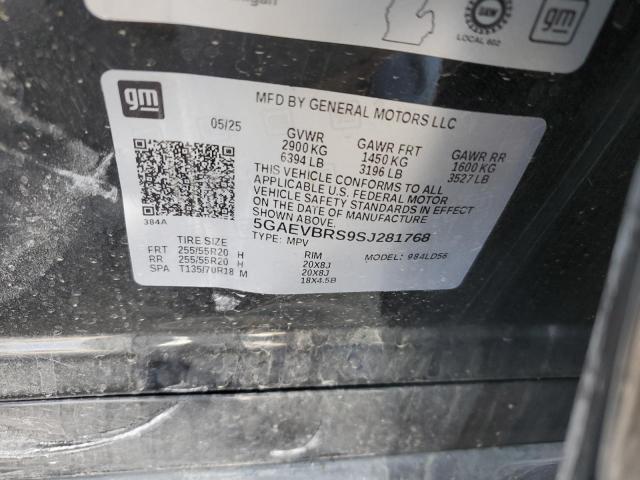 UAW
LOCAL 602
gm
gm
05/25
MFD BY GENERAL MOTORS LLC
GVWR GAWR FRT GAWR RR
2900 KG 1450 KG 1600 KG
6394 LB 3196 LB 3527 LB
THIS VEHICLE CONFORMS TO ALL
APPLICABLE U.S. FEDERAL MOTOR
VEHICLE SAFETY STANDARDS IN EFFECT
ON THE DATE OF MANUFACTURE
SHOWN ABOVE.
384A
5GAEVBRS9SJ281768
TYPE: MPV MODEL: 984LD56
TIRE SIZE RIM
FRT 255/55R20 H 20X8J
RR 255/55R20 H 20X8J
SPA T135/70R18 M 18X4.5B